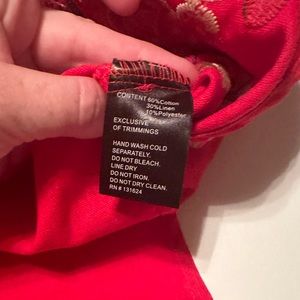 CONTENT 60%Cotton
30%Linen
10%Polyester
EXCLUSIVE
OF TRIMMINGS
HAND WASH COLD
SEPARATELY.
DO NOT BLEACH.
LINE DRY
DO NOT IRON.
DO NOT DRY CLEAN.
RN # 131624